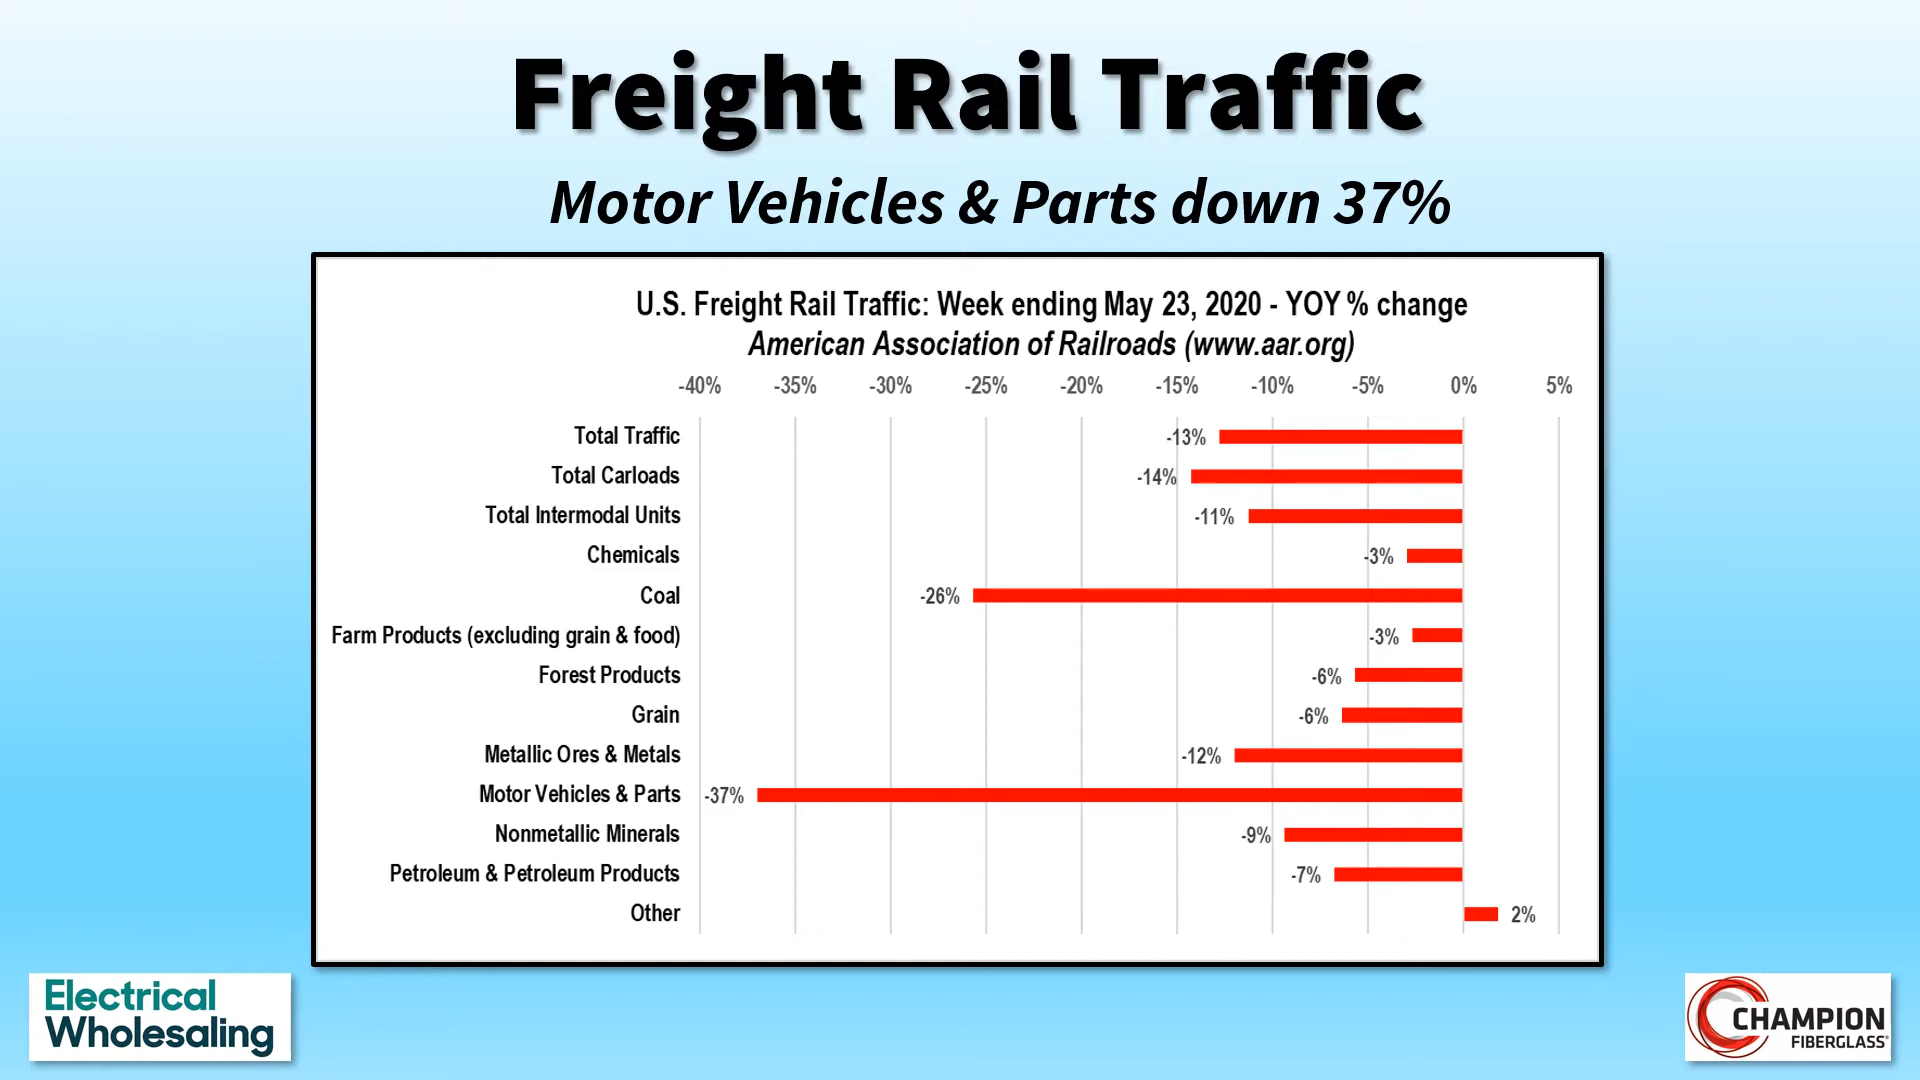 Freight Rail Traffic
Motor Vehicles & Parts down 37%
U.S. Freight Rail Traffic: Week ending May 23, 2020 - YOY % change
American Association of Railroads (www.aar.org)
-40% -35% -30% -25% -20% -15% -10% -5% 0% 5%
Total Traffic -13%
Total Carloads -14%
Total Intermodal Units -11%
Chemicals -3%
Coal -26%
Farm Products (excluding grain & food) -3%
Forest Products -6%
Grain -6%
Metallic Ores & Metals -12%
Motor Vehicles & Parts -37%
Nonmetallic Minerals -9%
Petroleum & Petroleum Products -7%
Other 2%
Electrical
Wholesaling
CHAMPION
FIBERGLASS®